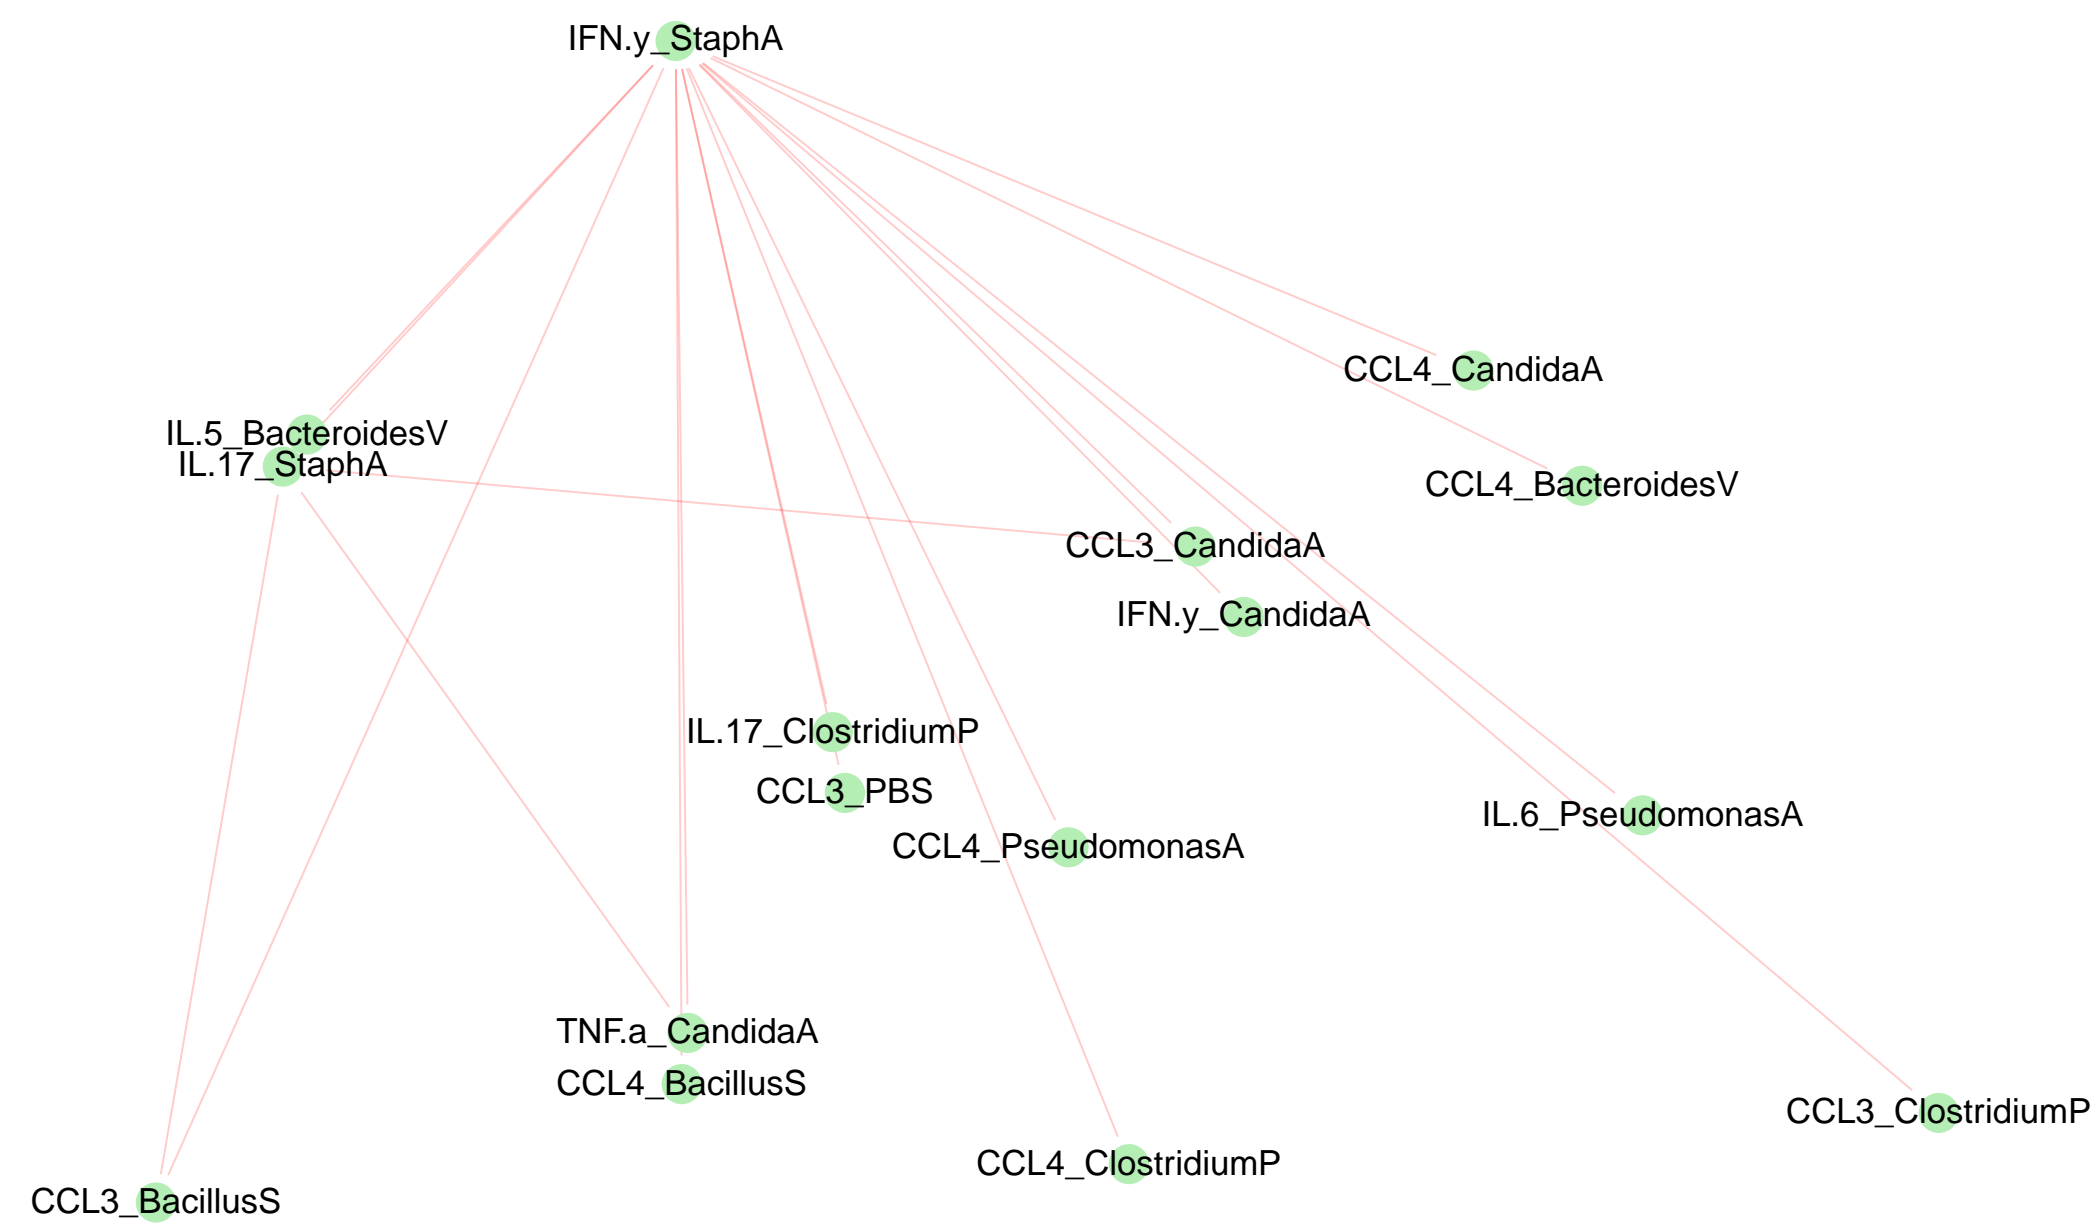 IFN.y_StaphA
CCL4_CandidaA
IL.5_BacteroidesV
IL.17_StaphA
CCL4_BacteroidesV
CCL3_CandidaA
IFN.y_CandidaA
IL.17_ClostridiumP
CCL3_PBS
IL.6_PseudomonasA
CCL4_PseudomonasA
TNF.a_CandidaA
CCL4_BacillusS
CCL3_ClostridiumP
CCL4_ClostridiumP
CCL3_BacillusS